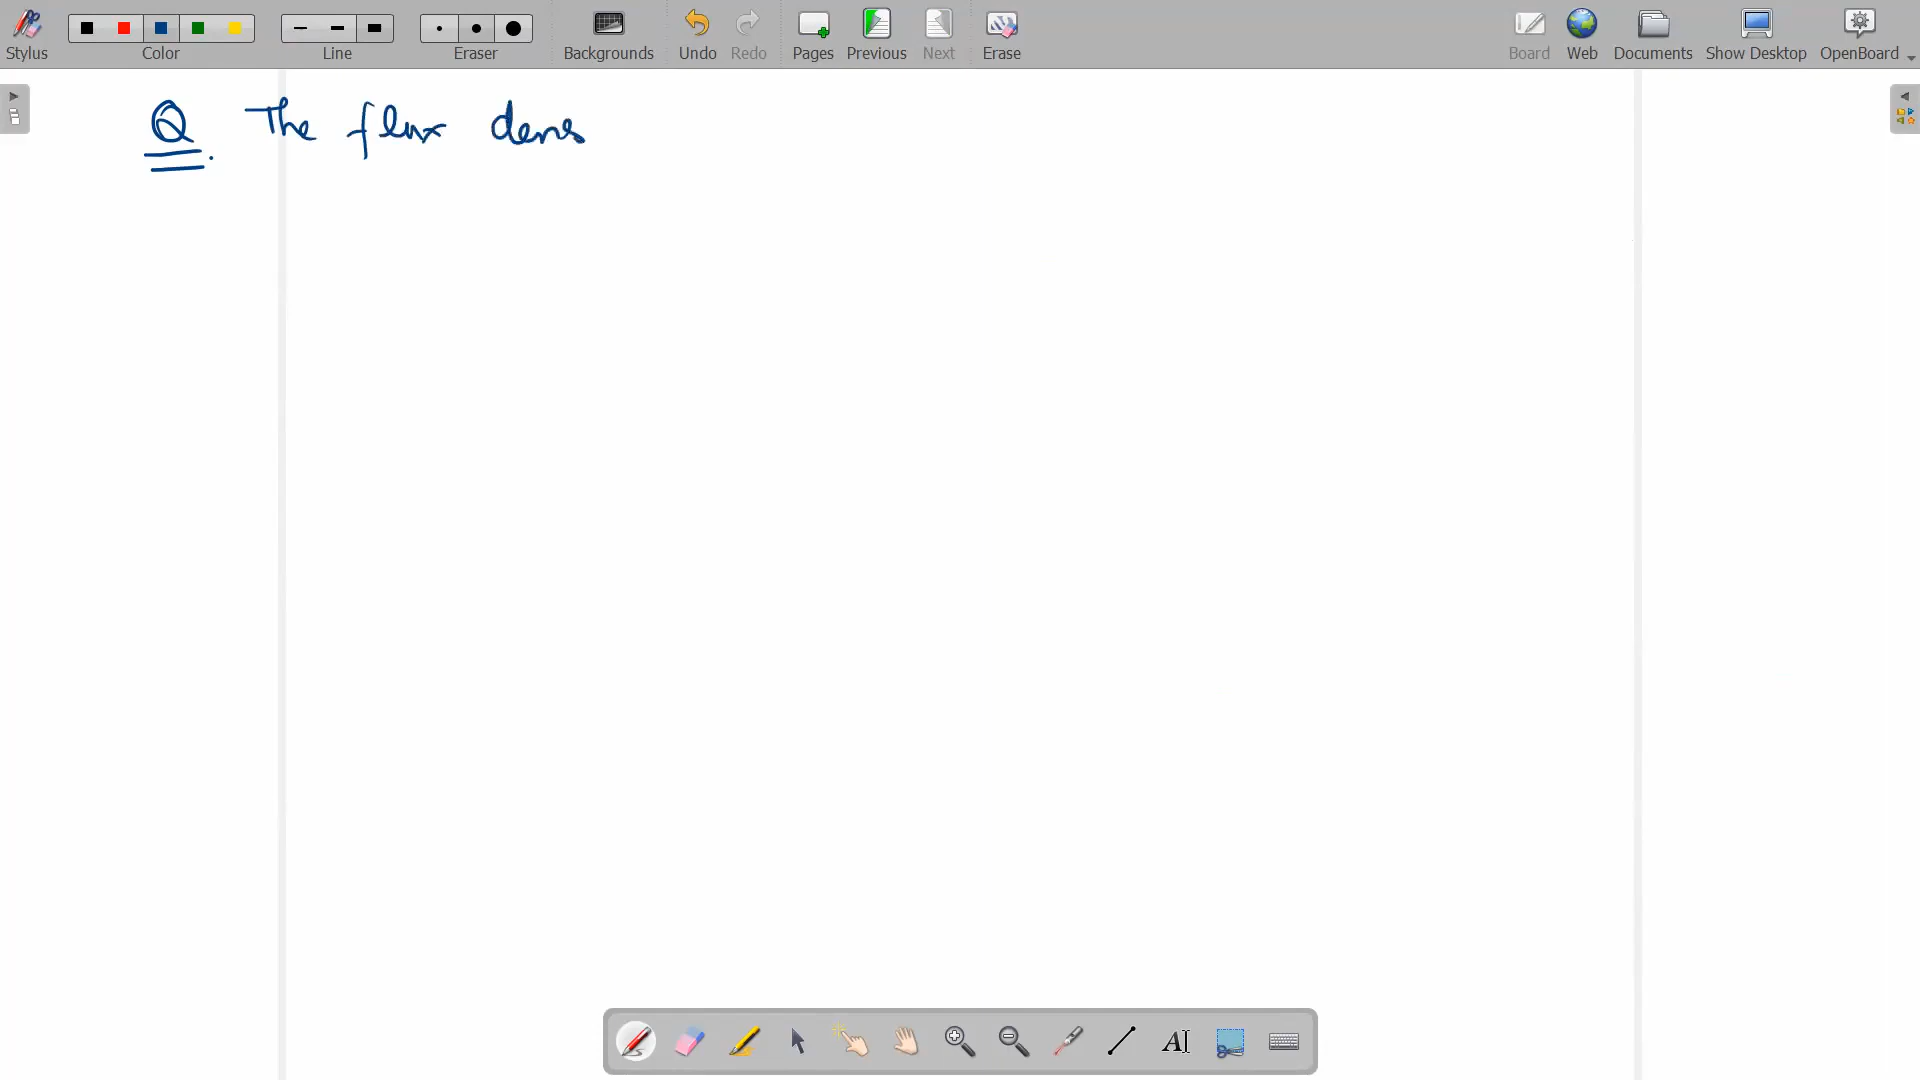 Stylus Color Line Eraser Backgrounds Undo Redo Pages Previous Next Erase Board Web Documents Show Desktop OpenBoard
Q. The flux dens
AI